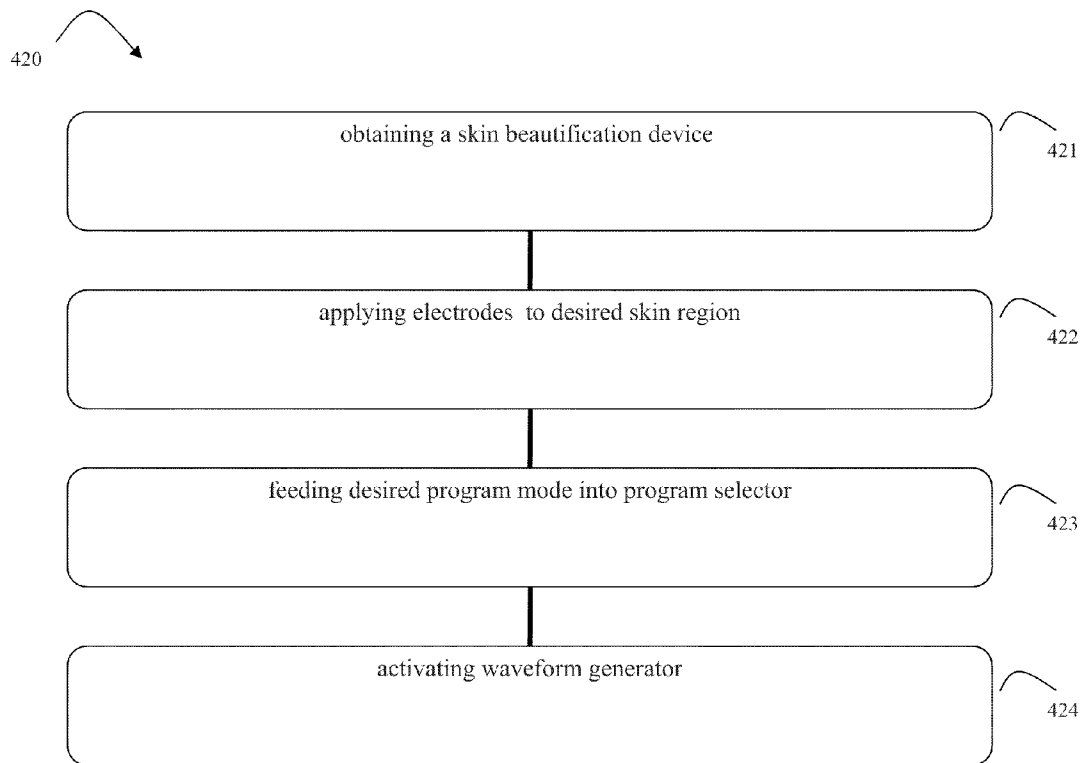 420
obtaining a skin beautification device
421
applying electrodes to desired skin region
422
feeding desired program mode into program selector
423
activating waveform generator
424